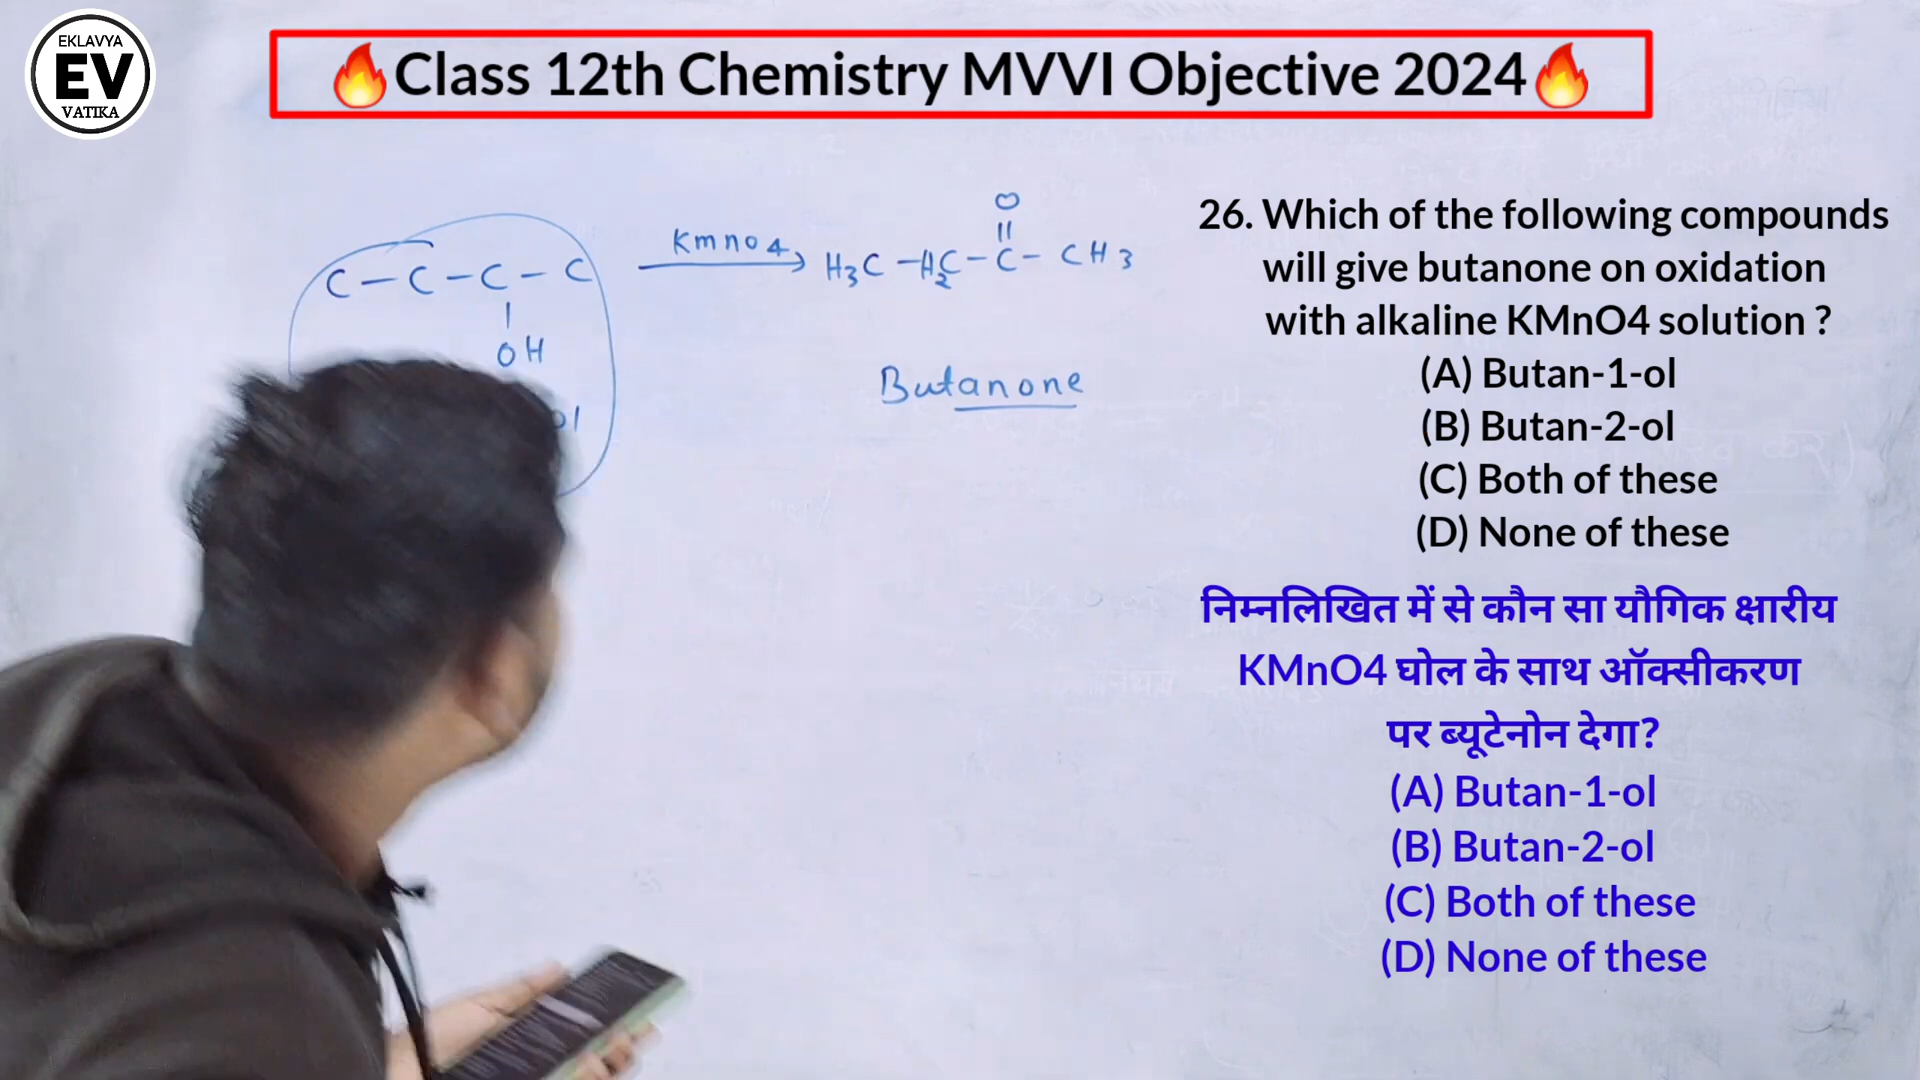 EKLAVYA
EV
VATIKA
🔥Class 12th Chemistry MVVI Objective 2024🔥
C - C - C - C
OH
ol
Kmno4
O
H3C - H2C - C - CH3
Butanone
26. Which of the following compounds
will give butanone on oxidation
with alkaline KMnO4 solution ?
(A) Butan-1-ol
(B) Butan-2-ol
(C) Both of these
(D) None of these
निम्नलिखित में से कौन सा यौगिक क्षारीय
KMnO4 घोल के साथ ऑक्सीकरण
पर ब्यूटेनोन देगा?
(A) Butan-1-ol
(B) Butan-2-ol
(C) Both of these
(D) None of these